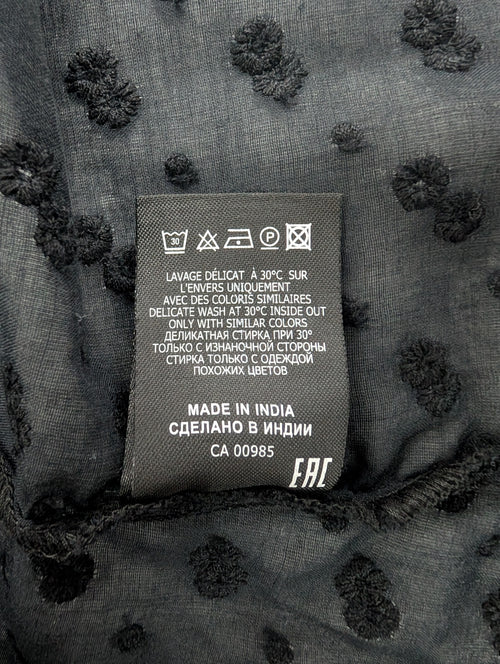 30 P
LAVAGE DÉLICAT À 30°C SUR
L'ENVERS UNIQUEMENT
AVEC DES COLORIS SIMILAIRES
DELICATE WASH AT 30°C INSIDE OUT
ONLY WITH SIMILAR COLORS
ДЕЛИКАТНАЯ СТИРКА ПРИ 30°
ТОЛЬКО С ИЗНАНОЧНОЙ СТОРОНЫ
СТИРКА ТОЛЬКО С ОДЕЖДОЙ
ПОХОЖИХ ЦВЕТОВ
MADE IN INDIA
СДЕЛАНО В ИНДИИ
CA 00985
EAC